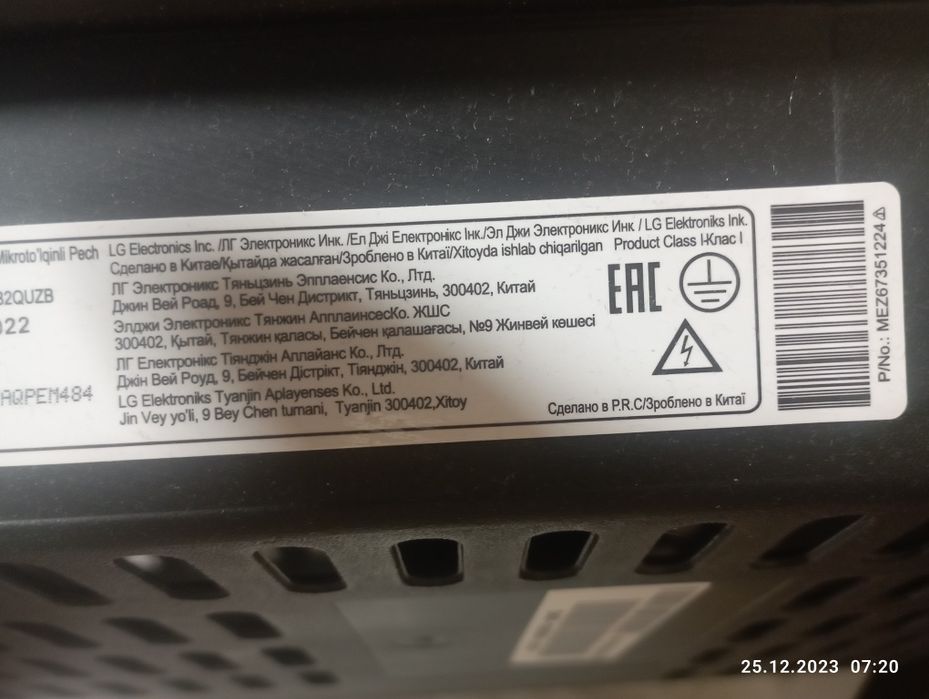 Mikroto'lqinli Pech
32QUZB
022
AQPEM484
LG Electronics Inc. /ЛГ Электроникс Инк. /Ел Джі Електронікс Інк./Эл Джи Электроникс Инк / LG Elektroniks Ink.
Сделано в Китае/Қытайда жасалған/Зроблено в Китаї/Xitoyda ishlab chiqarilgan Product Class I-Клас I
ЛГ Электроникс Тяньцзинь Эпплаенсис Ко., Лтд.
Джин Вей Роад, 9, Бей Чен Дистрикт, Тяньцзинь, 300402, Китай
Элджи Электроникс Тянжин АпплаинсесКо. ЖШС
300402, Қытай, Тянжин қаласы, Бейчен қалашағасы, №9 Жинвей көшесі
ЛГ Електронікс Тіянджін Аллайанс Ко., Лтд.
Джін Вей Роуд, 9, Бейчен Дістрікт, Тіянджін, 300402, Китай
LG Elektroniks Tyanjin Aplayenses Ko., Ltd.
Jin Vey yo'li, 9 Bey Chen tumani, Tyanjin 300402,Xitoy
EAC
Сделано в P.R.C/Зроблено в Китаї
P/No.: MEZ67351224
25.12.2023 07:20